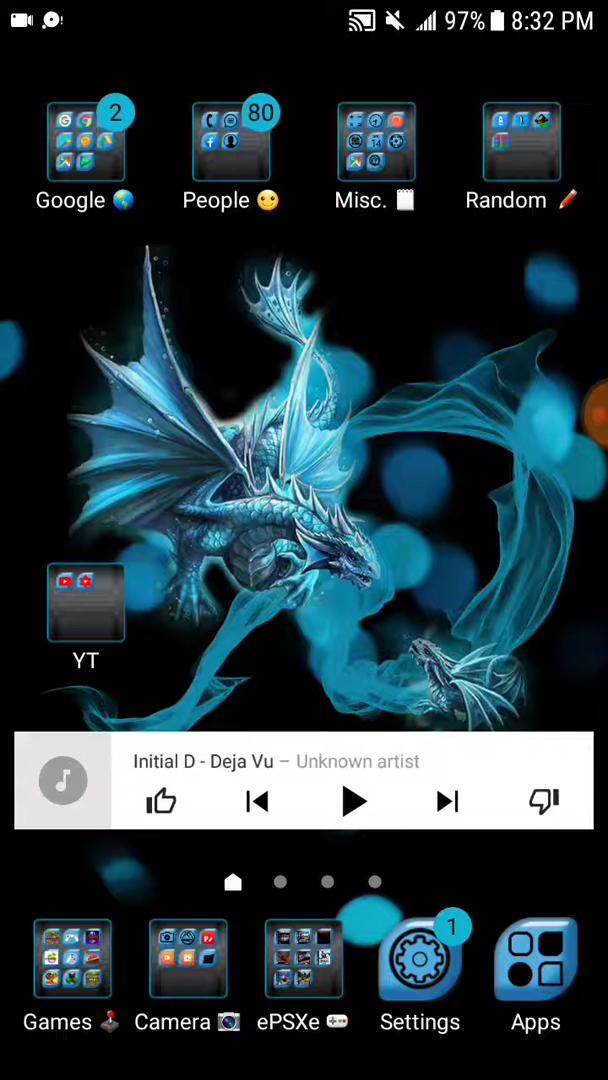 97% 8:32 PM
2
80
Google 🌎
People 🙂
Misc. 🗒️
Random 🖍️
14
YT
Initial D - Deja Vu – Unknown artist
1
Games 🕹️
Camera 📷
ePSXe 🎮
Settings
Apps